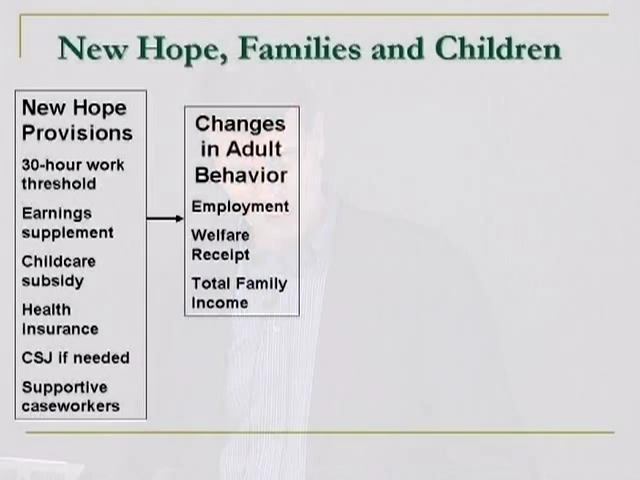 New Hope, Families and Children
New Hope
Provisions
30-hour work
threshold
Earnings
supplement
Childcare
subsidy
Health
insurance
CSJ if needed
Supportive
caseworkers
Changes
in Adult
Behavior
Employment
Welfare
Receipt
Total Family
Income